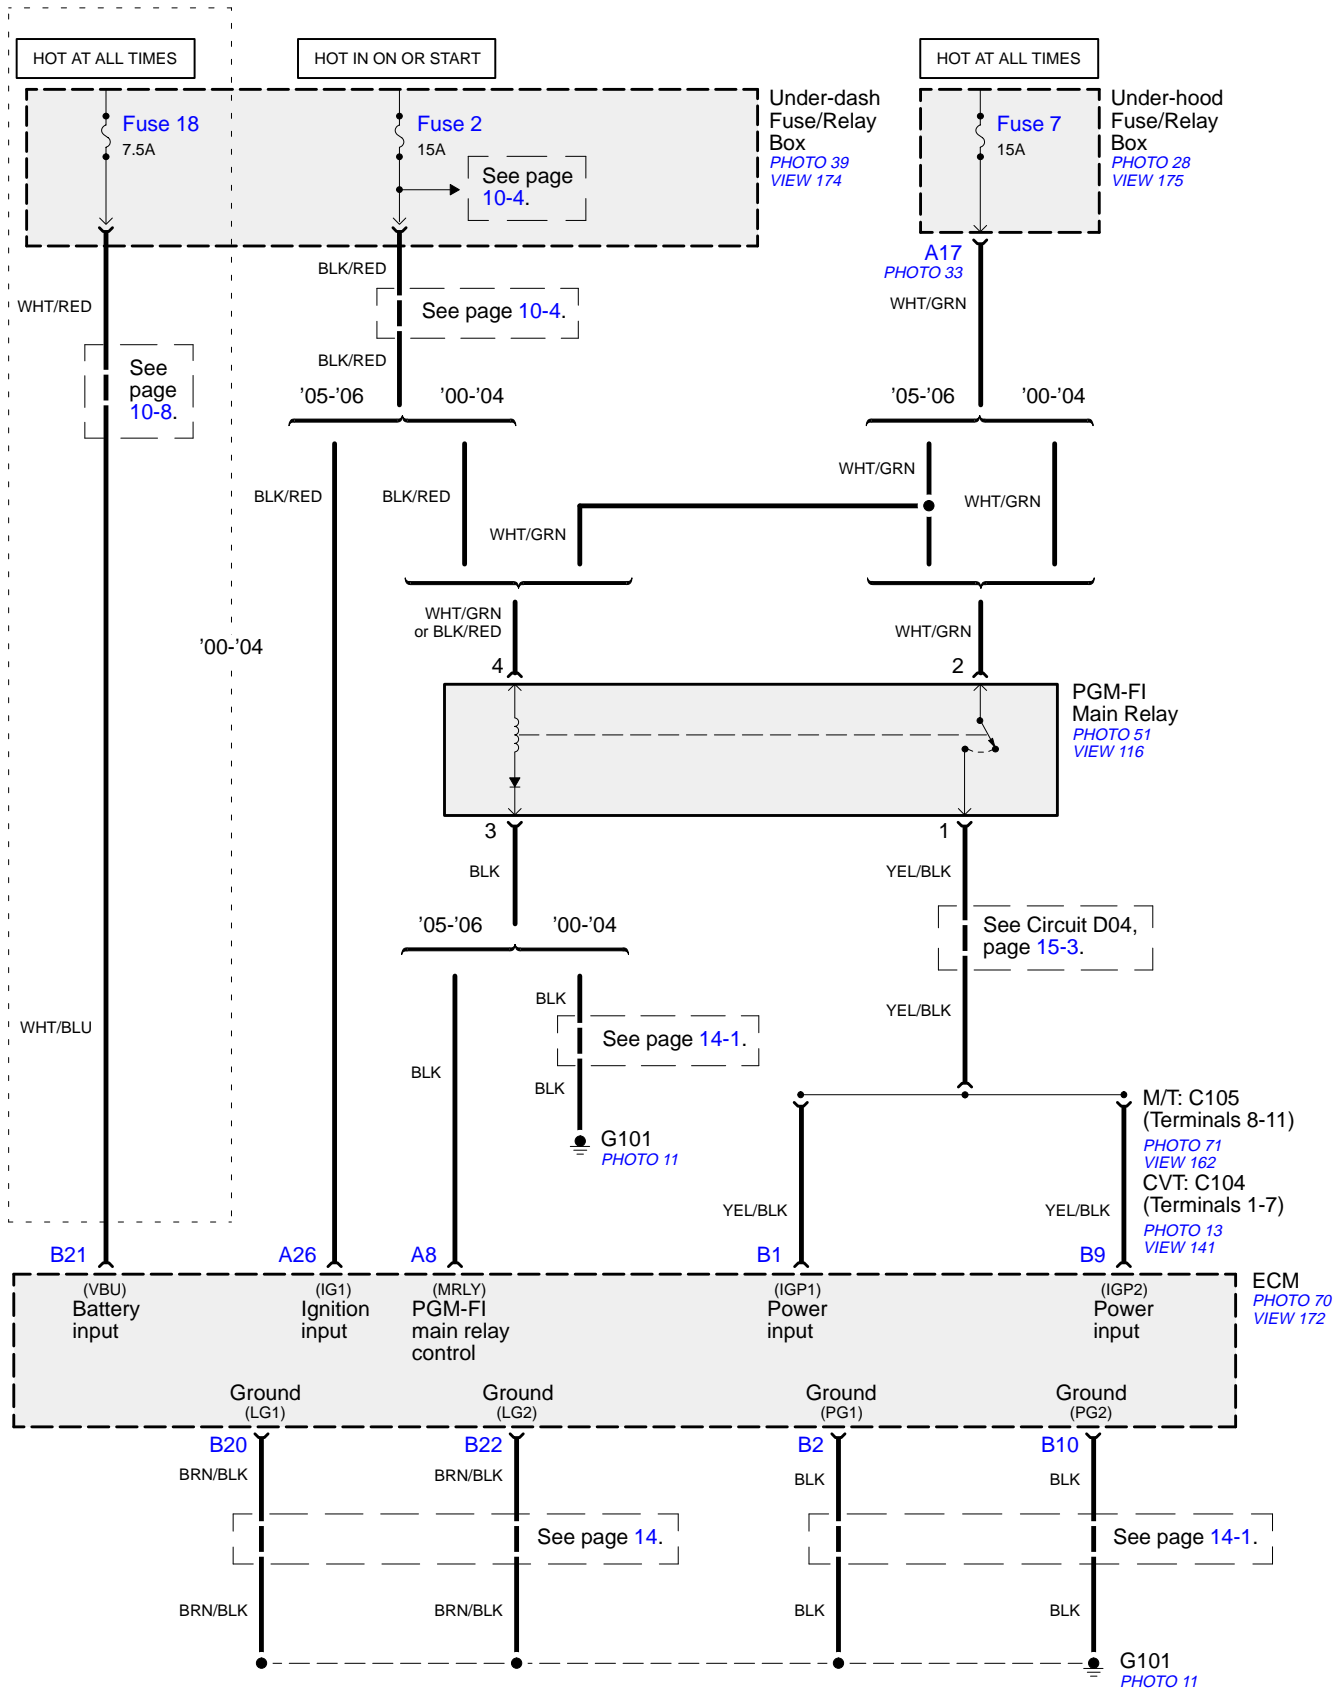 HOT AT ALL TIMES
HOT IN ON OR START
HOT AT ALL TIMES
Fuse 18
7.5A
Fuse 2
15A
See page
10-4.
Under-dash
Fuse/Relay
Box
PHOTO 39
VIEW 174
Fuse 7
15A
Under-hood
Fuse/Relay
Box
PHOTO 28
VIEW 175
A17
PHOTO 33
WHT/RED
BLK/RED
WHT/GRN
See page 10-4.
BLK/RED
See
page
10-8.
’05-’06
’00-’04
’05-’06
’00-’04
BLK/RED
BLK/RED
WHT/GRN
WHT/GRN
WHT/GRN
’00-’04
WHT/GRN
or BLK/RED
WHT/GRN
4
2
PGM-FI
Main Relay
PHOTO 51
VIEW 116
3
1
BLK
YEL/BLK
’05-’06
’00-’04
See Circuit D04,
page 15-3.
WHT/BLU
BLK
YEL/BLK
See page 14-1.
BLK
BLK
G101
PHOTO 11
M/T: C105
(Terminals 8-11)
PHOTO 71
VIEW 162
CVT: C104
(Terminals 1-7)
PHOTO 13
VIEW 141
YEL/BLK
YEL/BLK
B21
A26
A8
B1
B9
(VBU)
Battery
input
(IG1)
Ignition
input
(MRLY)
PGM-FI
main relay
control
(IGP1)
Power
input
(IGP2)
Power
input
ECM
PHOTO 70
VIEW 172
Ground
(LG1)
Ground
(LG2)
Ground
(PG1)
Ground
(PG2)
B20
B22
B2
B10
BRN/BLK
BRN/BLK
BLK
BLK
See page 14.
See page 14-1.
BRN/BLK
BRN/BLK
BLK
BLK
G101
PHOTO 11